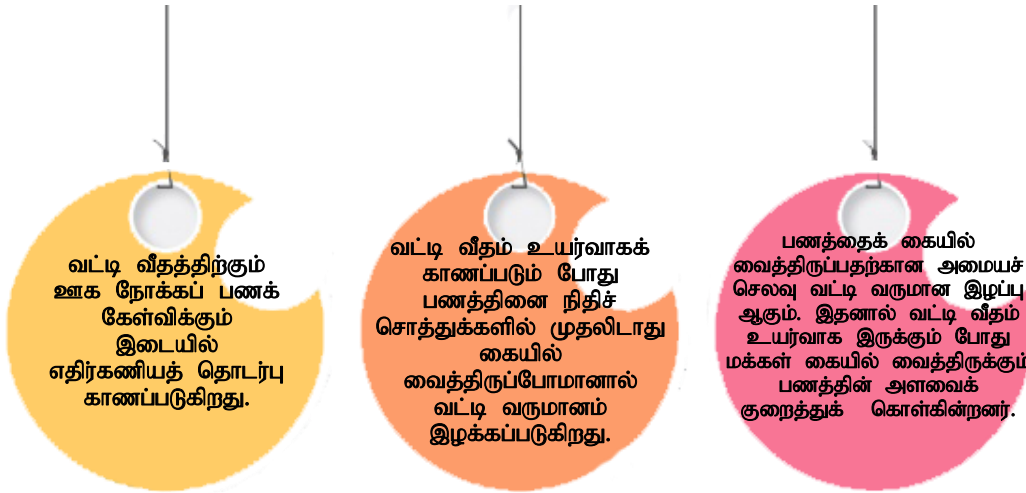 வட்டி வீதத்திற்கும்
ஊக நோக்கப் பணக்
கேள்விக்கும்
இடையில்
எதிர்கணியத் தொடர்பு
காணப்படுகிறது.
வட்டி வீதம் உயர்வாகக்
காணப்படும் போது
பணத்தினை நிதிச்
சொத்துக்களில் முதலிடாது
கையில்
வைத்திருப்போமானால்
வட்டி வருமானம்
இழக்கப்படுகிறது.
பணத்தைக் கையில்
வைத்திருப்பதற்கான அமையச்
செலவு வட்டி வருமான இழப்பு
ஆகும். இதனால் வட்டி வீதம்
உயர்வாக இருக்கும் போது
மக்கள் கையில் வைத்திருக்கும்
பணத்தின் அளவைக்
குறைத்துக் கொள்கின்றனர்.